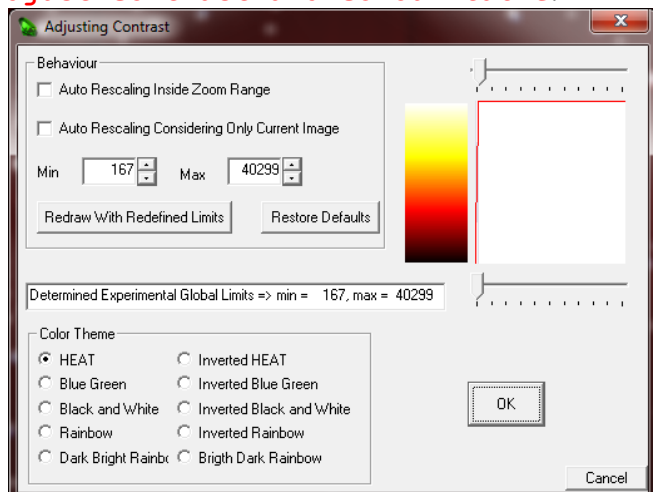 Adjusting Contrast
Behaviour
Auto Rescaling Inside Zoom Range
Auto Rescaling Considering Only Current Image
Min 167 Max 40299
Redraw With Redefined Limits Restore Defaults
Determined Experimental Global Limits => min = 167, max = 40299
Color Theme
HEAT Inverted HEAT
Blue Green Inverted Blue Green
Black and White Inverted Black and White
Rainbow Inverted Rainbow
Dark Bright Rainbc Brigth Dark Rainbow
OK
Cancel